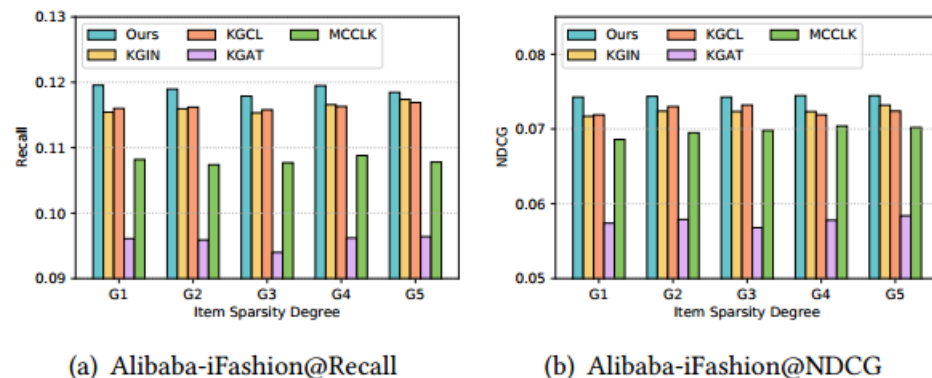 0.13
0.12
0.11
0.10
0.09
Recall
Ours
KGCL
MCCLK
KGIN
KGAT
G1
G2
G3
G4
G5
Item Sparsity Degree
(a) Alibaba-iFashion@Recall
0.08
0.07
0.06
0.05
NDCG
Ours
KGCL
MCCLK
KGIN
KGAT
G1
G2
G3
G4
G5
Item Sparsity Degree
(b) Alibaba-iFashion@NDCG